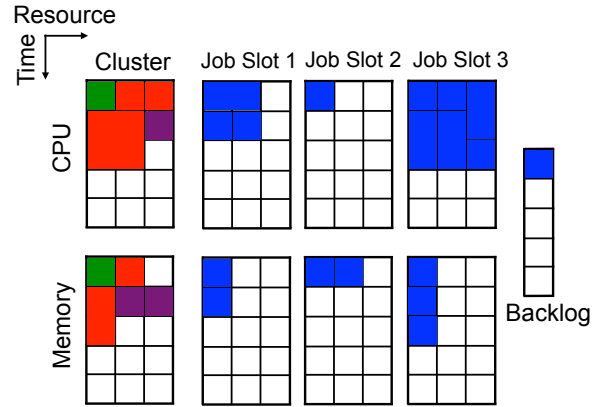 Resource
Time
Cluster
Job Slot 1
Job Slot 2
Job Slot 3
CPU
Memory
Backlog